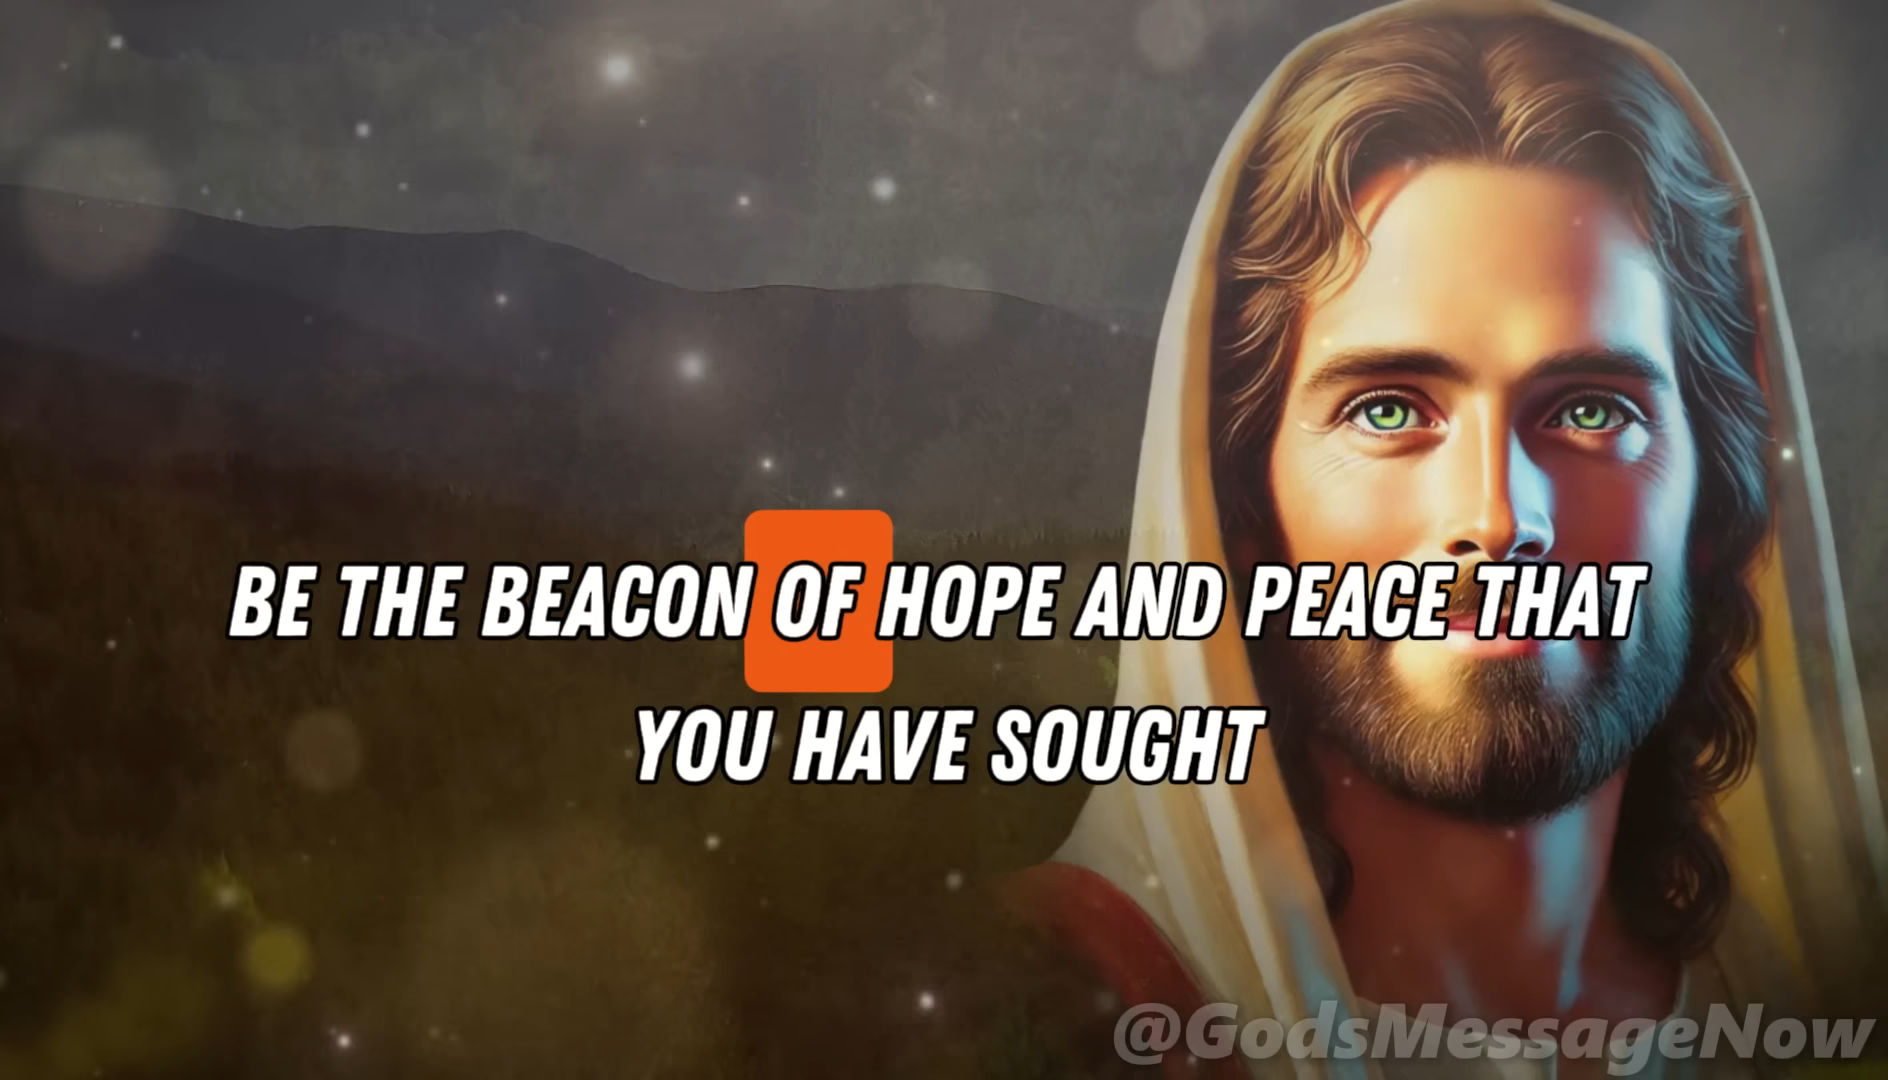 BE THE BEACON OF HOPE AND PEACE THAT
YOU HAVE SOUGHT
@GodsMessageNow